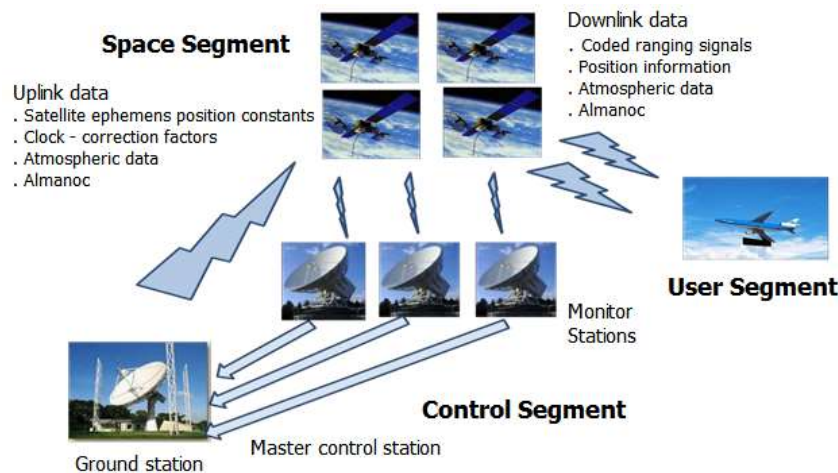 Space Segment
Downlink data
. Coded ranging signals
. Position information
. Atmospheric data
. Almanoc
Uplink data
. Satellite ephemens position constants
. Clock - correction factors
. Atmospheric data
. Almanoc
User Segment
Monitor
Stations
Control Segment
Master control station
Ground station